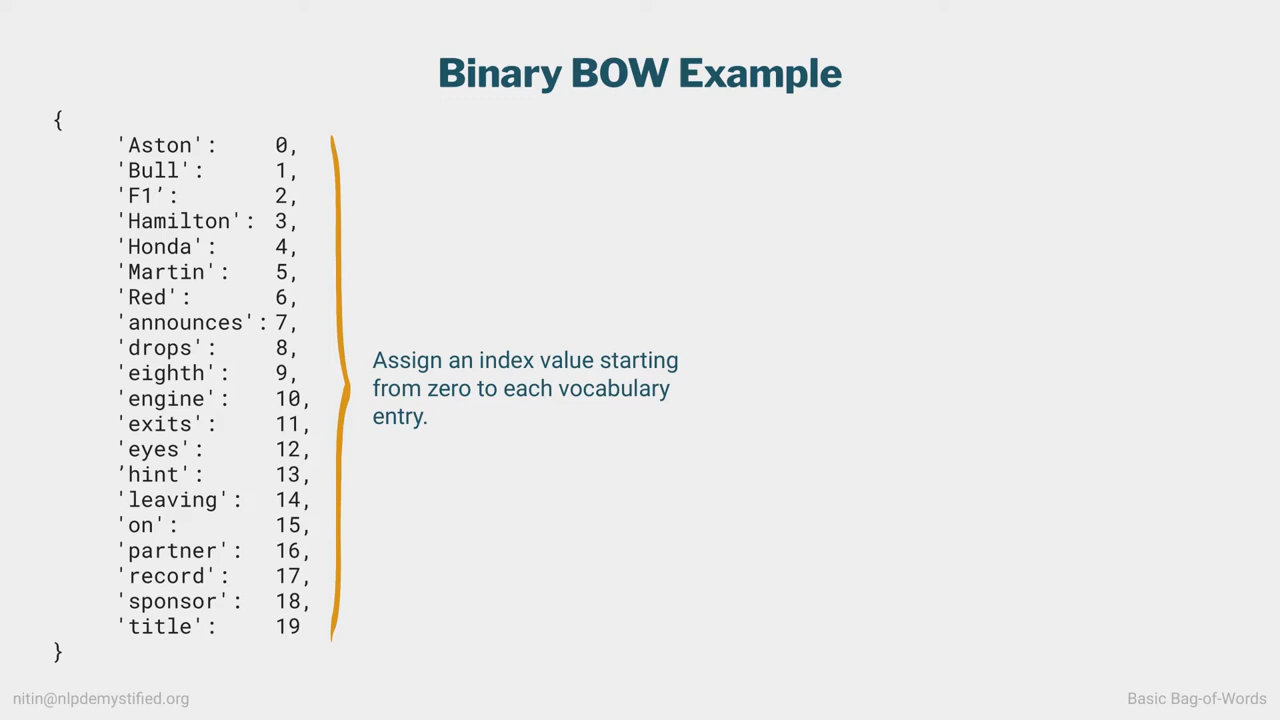 Binary BOW Example
{
'Aston': 0,
'Bull': 1,
'F1’: 2,
'Hamilton': 3,
'Honda': 4,
'Martin': 5,
'Red': 6,
'announces': 7,
'drops': 8,
'eighth': 9,
'engine': 10,
'exits': 11,
'eyes': 12,
’hint': 13,
'leaving': 14,
'on': 15,
'partner': 16,
'record': 17,
'sponsor': 18,
'title': 19
}
Assign an index value starting
from zero to each vocabulary
entry.
nitin@nlpdemystified.org
Basic Bag-of-Words